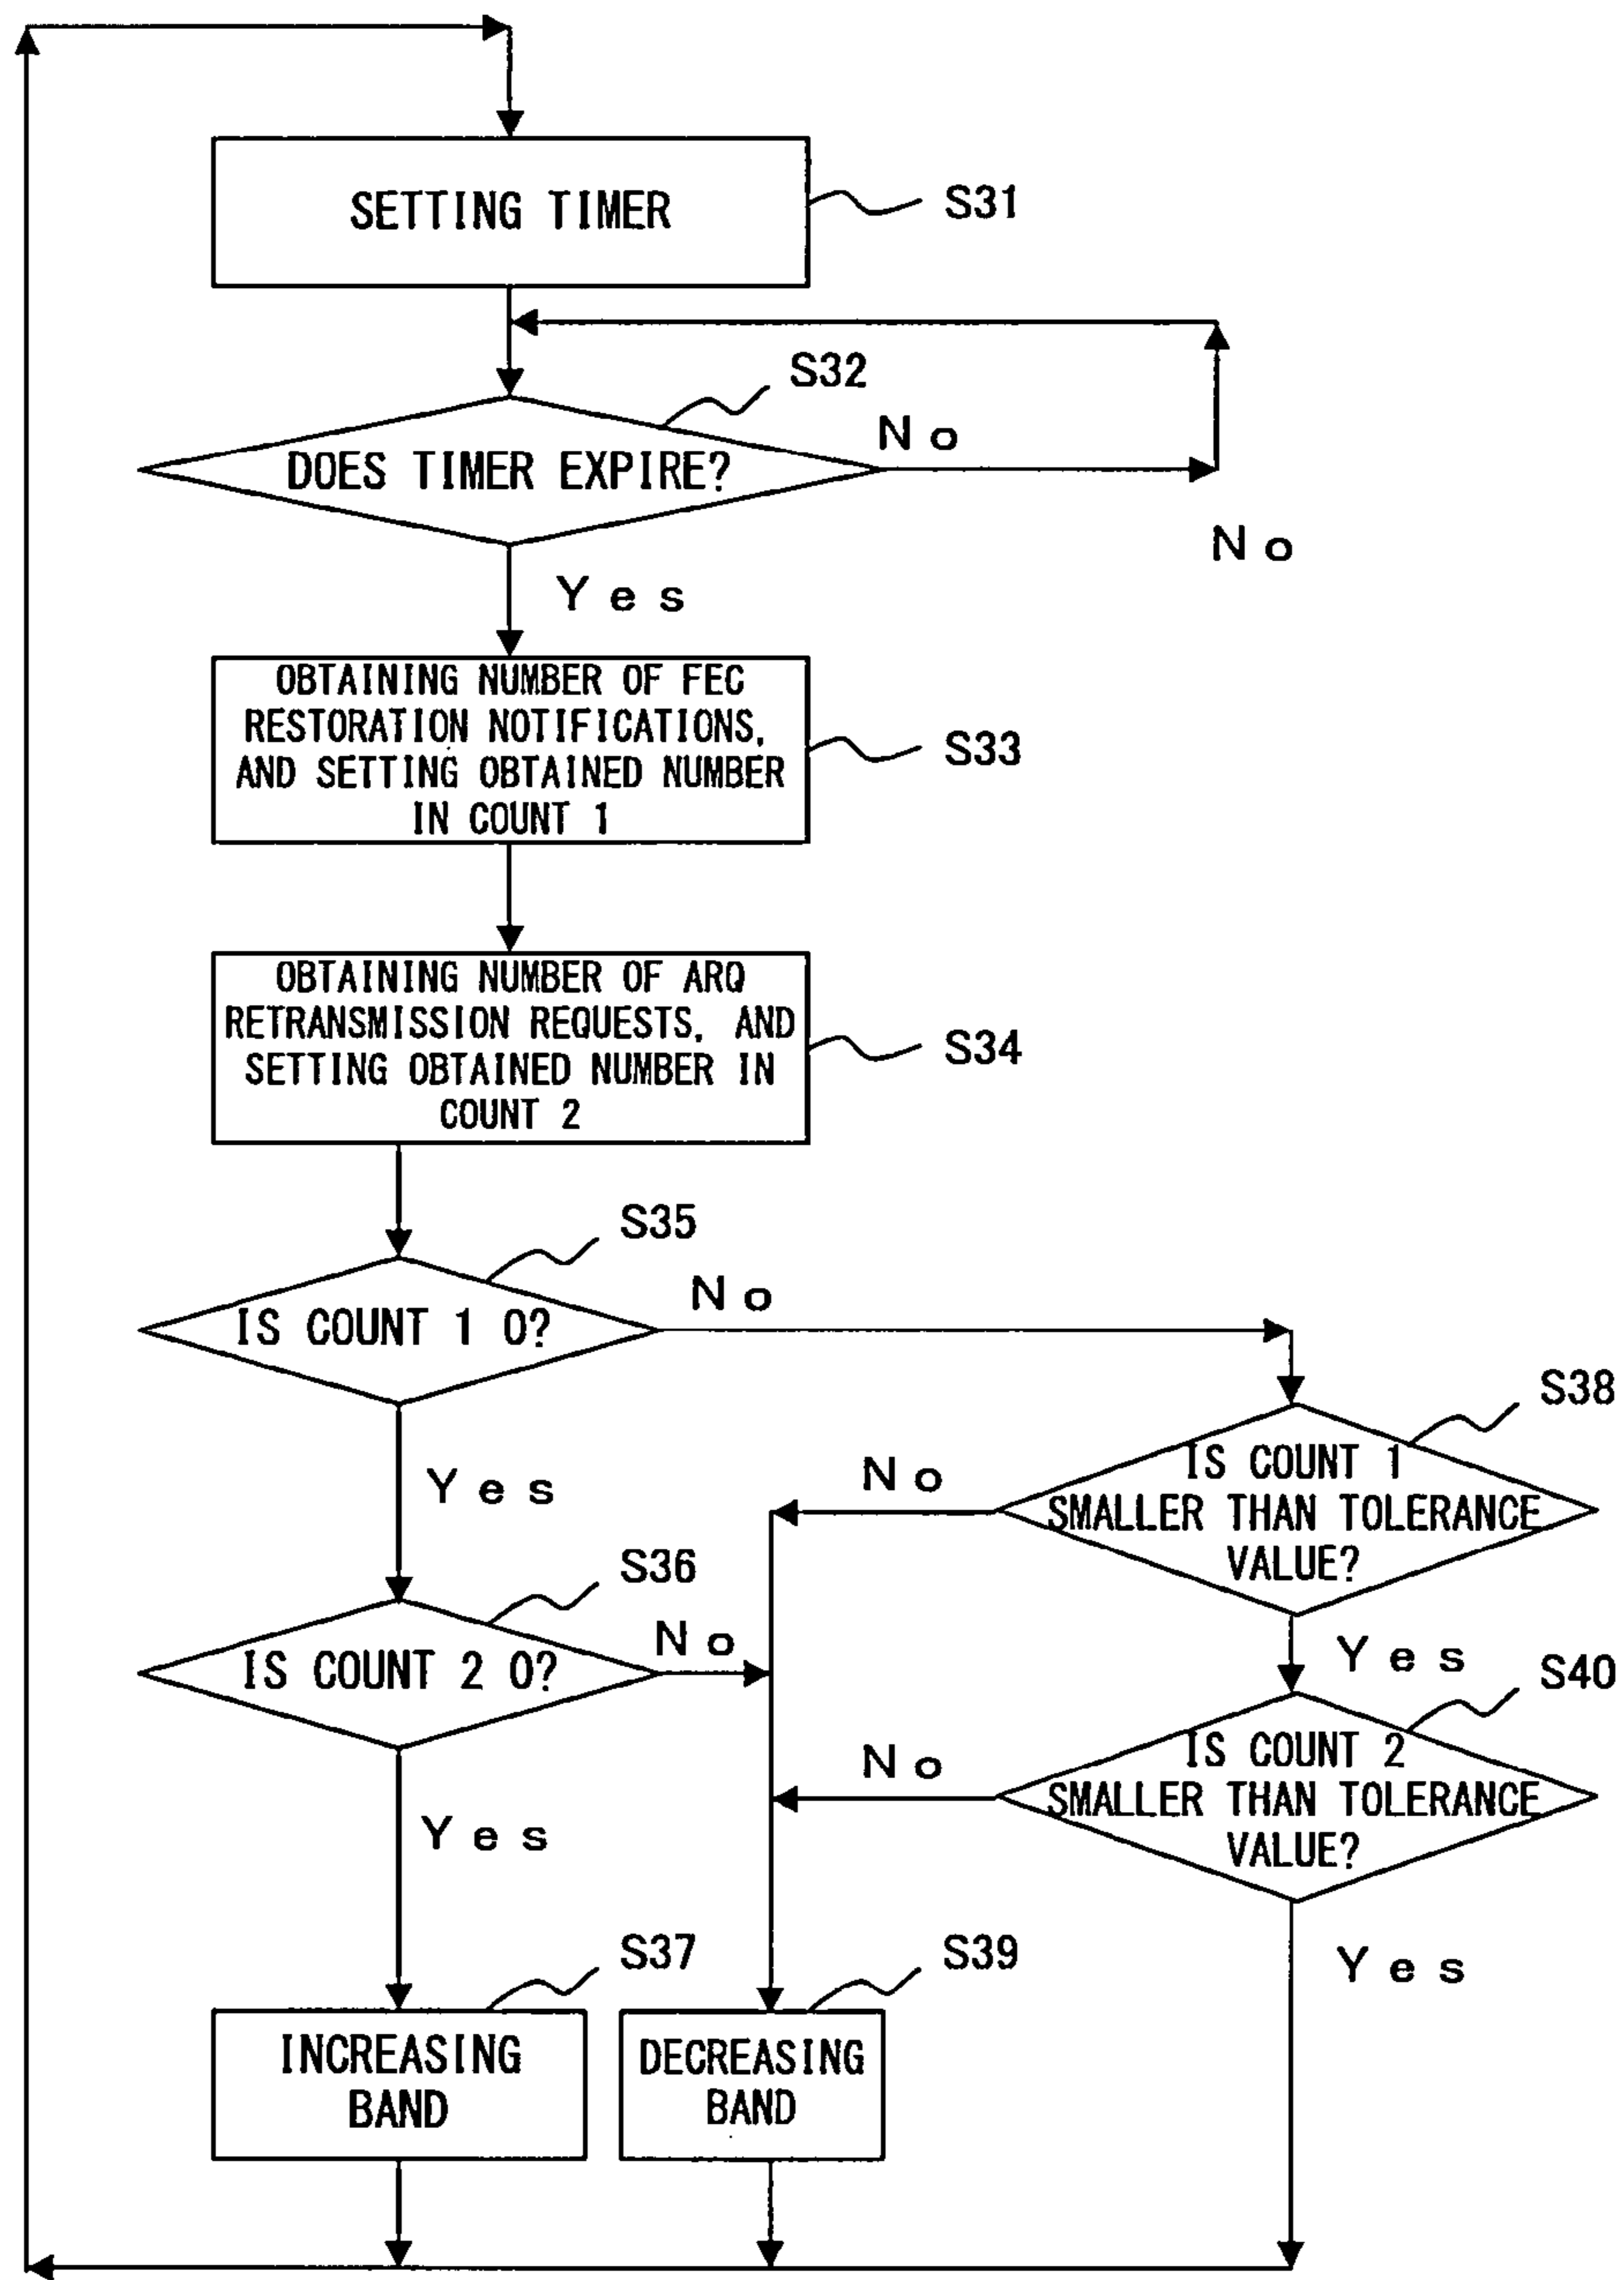 SETTING TIMER
S31
S32
DOES TIMER EXPIRE?
No
No
Yes
OBTAINING NUMBER OF FEC
RESTORATION NOTIFICATIONS,
AND SETTING OBTAINED NUMBER
IN COUNT 1
S33
OBTAINING NUMBER OF ARQ
RETRANSMISSION REQUESTS, AND
SETTING OBTAINED NUMBER IN
COUNT 2
S34
S35
IS COUNT 1 0?
No
Yes
S38
IS COUNT 1
SMALLER THAN TOLERANCE
VALUE?
No
Yes
S36
IS COUNT 2 0?
No
Yes
S40
IS COUNT 2
SMALLER THAN TOLERANCE
VALUE?
No
Yes
S37
INCREASING
BAND
S39
DECREASING
BAND